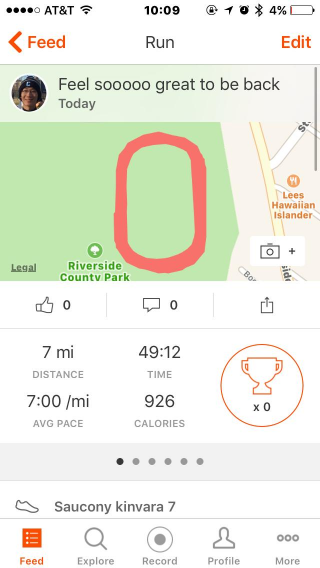 AT&T 10:09 4%
Feed Run Edit
Feel sooooo great to be back
Today
Lees
Hawaiian
Islander
Riverside
County Park
Legal
+
0 0
7 mi 49:12
DISTANCE TIME
x 0
7:00 /mi 926
AVG PACE CALORIES
Saucony kinvara 7
Feed Explore Record Profile More